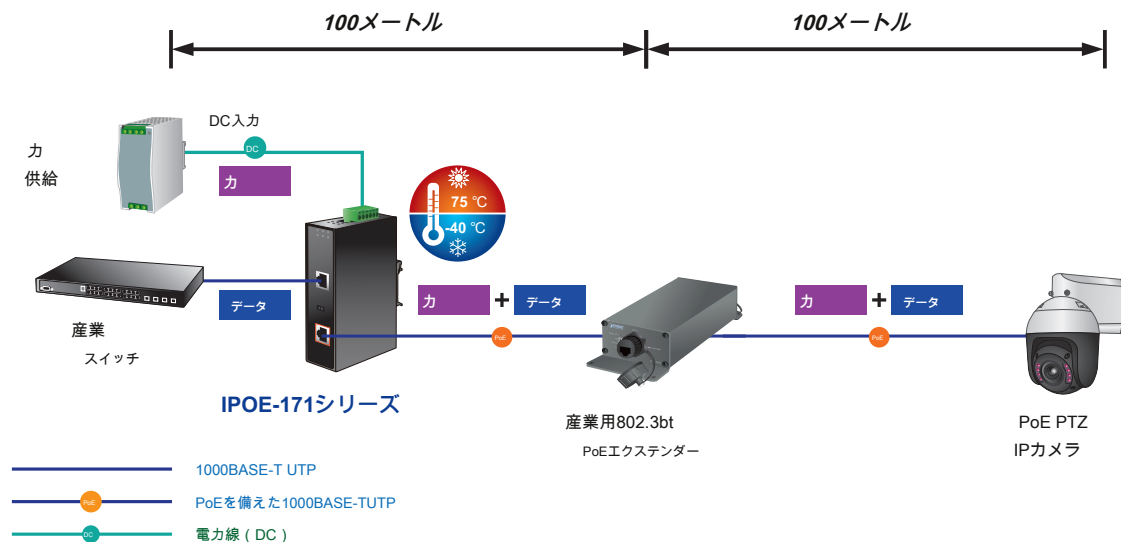 100メートル
100メートル
DC入力
DC
力
供給
力
75 ℃
-40 ℃
データ
産業
スイッチ
力 + データ
PoE
力 + データ
PoE
IPOE-171シリーズ
産業用802.3bt
PoEエクステンダー
PoE PTZ
IPカメラ
1000BASE-T UTP
PoE
PoEを備えた1000BASE-TUTP
DC
電力線（DC）